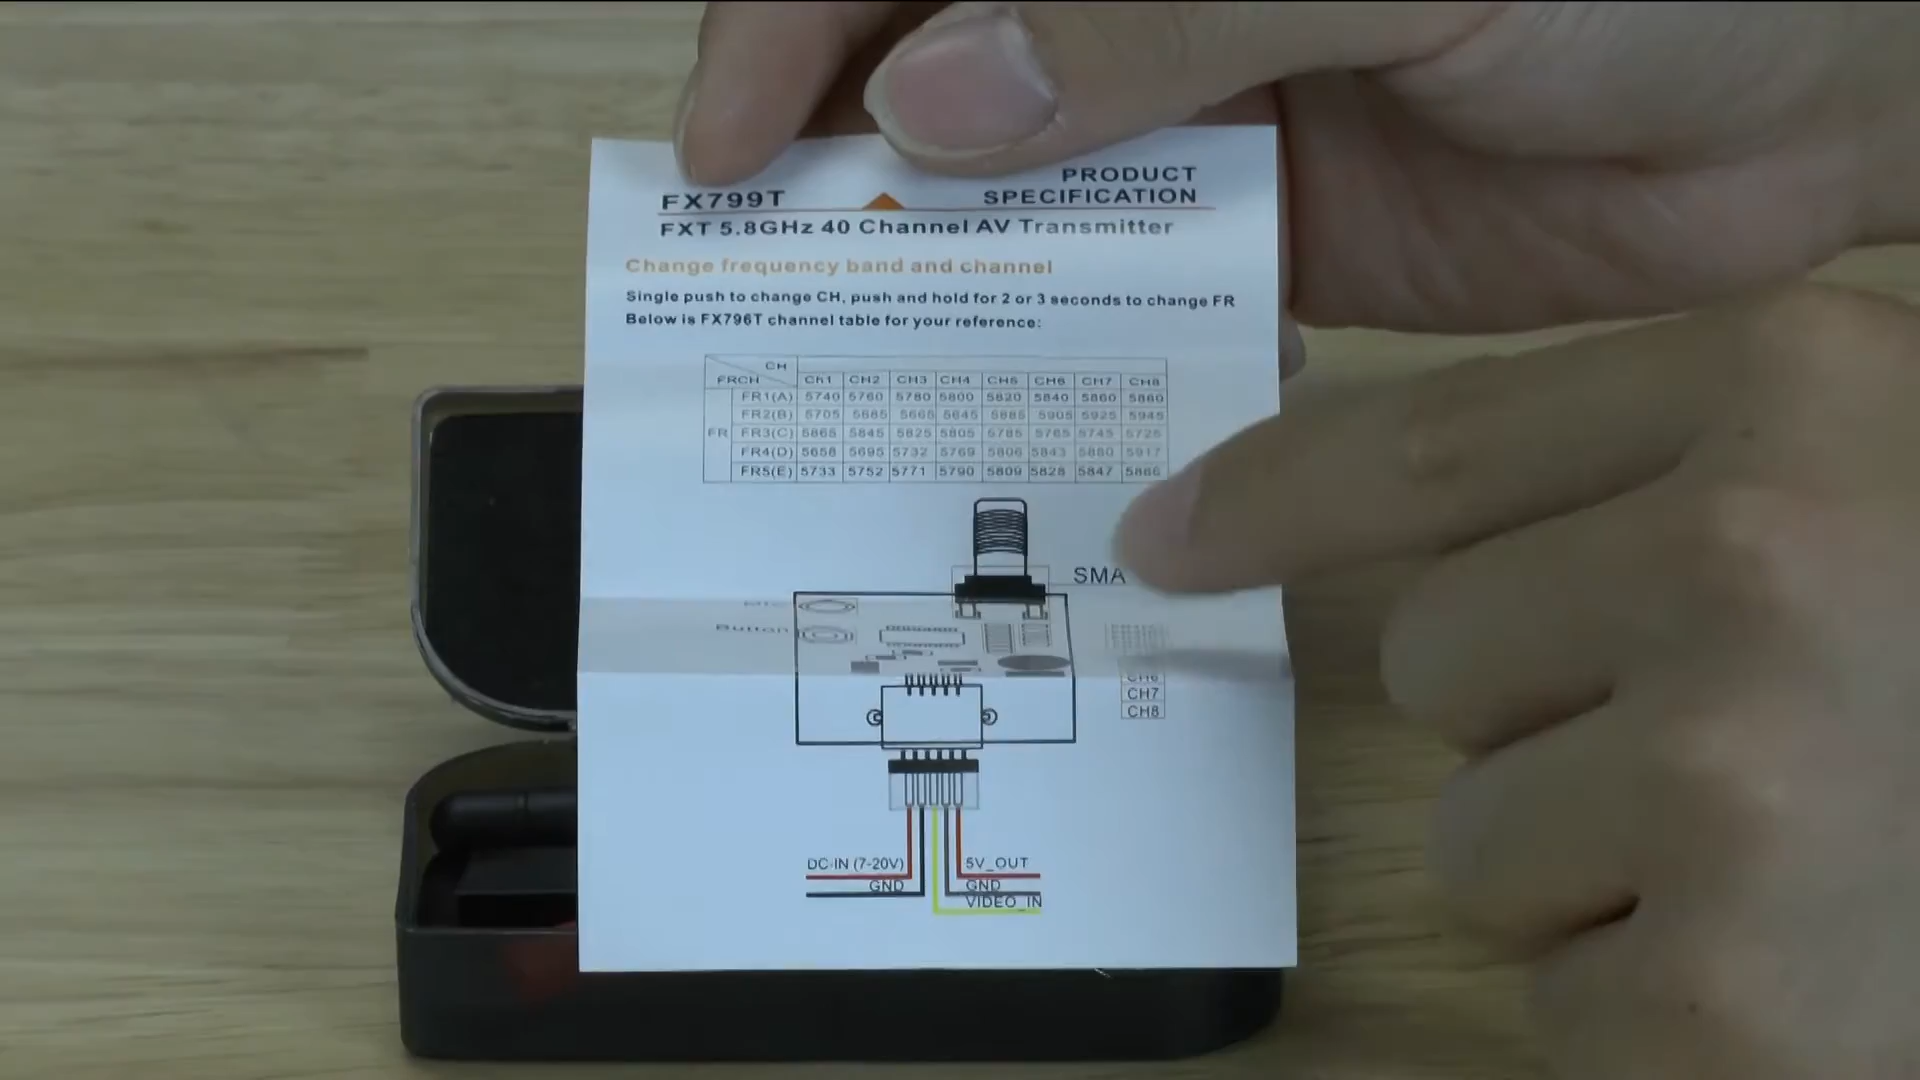 PRODUCT
FX799T SPECIFICATION
FXT 5.8GHz 40 Channel AV Transmitter
Change frequency band and channel
Single push to change CH, push and hold for 2 or 3 seconds to change FR
Below is FX796T channel table for your reference:
CH
FRCH Ch1 CH2 CH3 CH4 CH5 CH6 CH7 CH8
FR1(A) 5740 5760 5780 5800 5820 5840 5860 5880
FR2(B) 5705 5685 5665 5645 5885 5905 5925 5945
FR FR3(C) 5865 5845 5825 5805 5785 5765 5745 5725
FR4(D) 5658 5695 5732 5769 5806 5843 5880 5917
FR5(E) 5733 5752 5771 5790 5809 5828 5847 5866
SMA
Button
CH6
CH7
CH8
DC-IN (7-20V) 5V_OUT
GND GND
VIDEO_IN